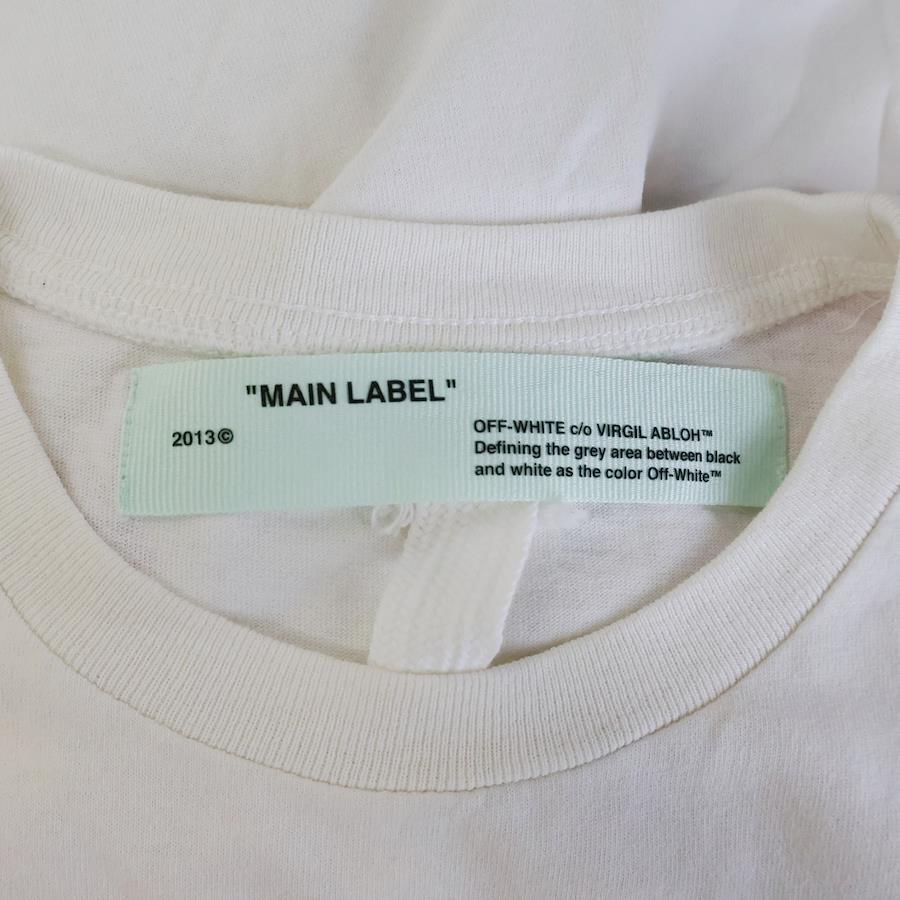 "MAIN LABEL"
2013©
OFF-WHITE c/o VIRGIL ABLOH™
Defining the grey area between black
and white as the color Off-White™